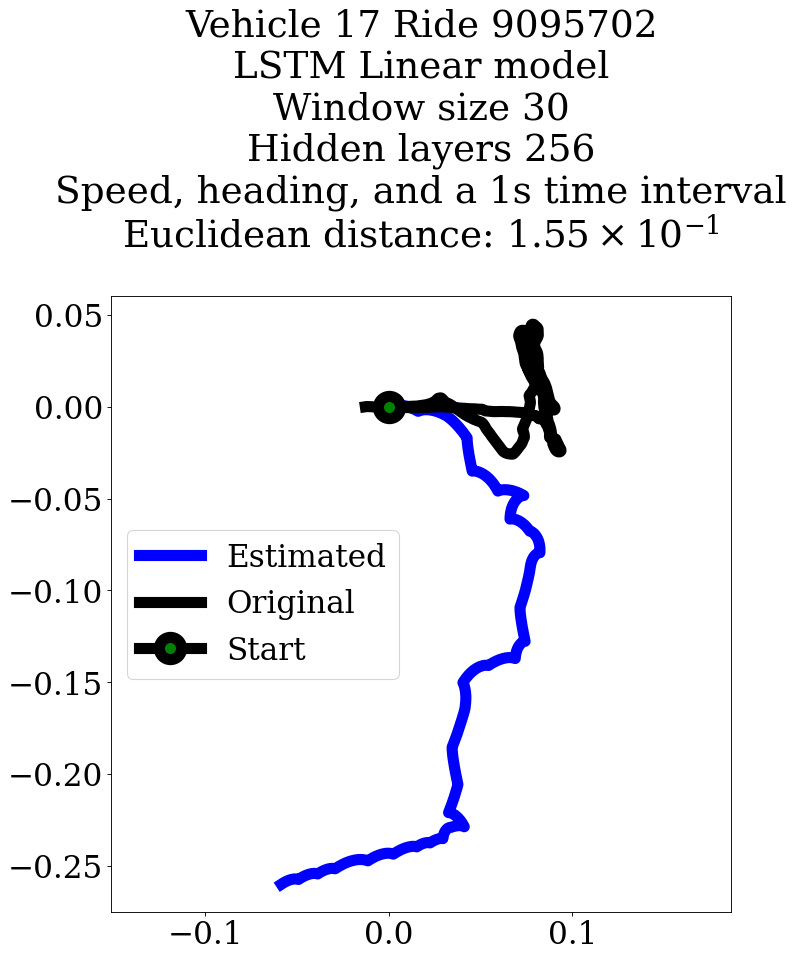 Vehicle 17 Ride 9095702
LSTM Linear model
Window size 30
Hidden layers 256
Speed, heading, and a 1s time interval
Euclidean distance: 1.55 × 10⁻¹
0.05
0.00
−0.05
−0.10
−0.15
−0.20
−0.25
Estimated
Original
Start
−0.1
0.0
0.1